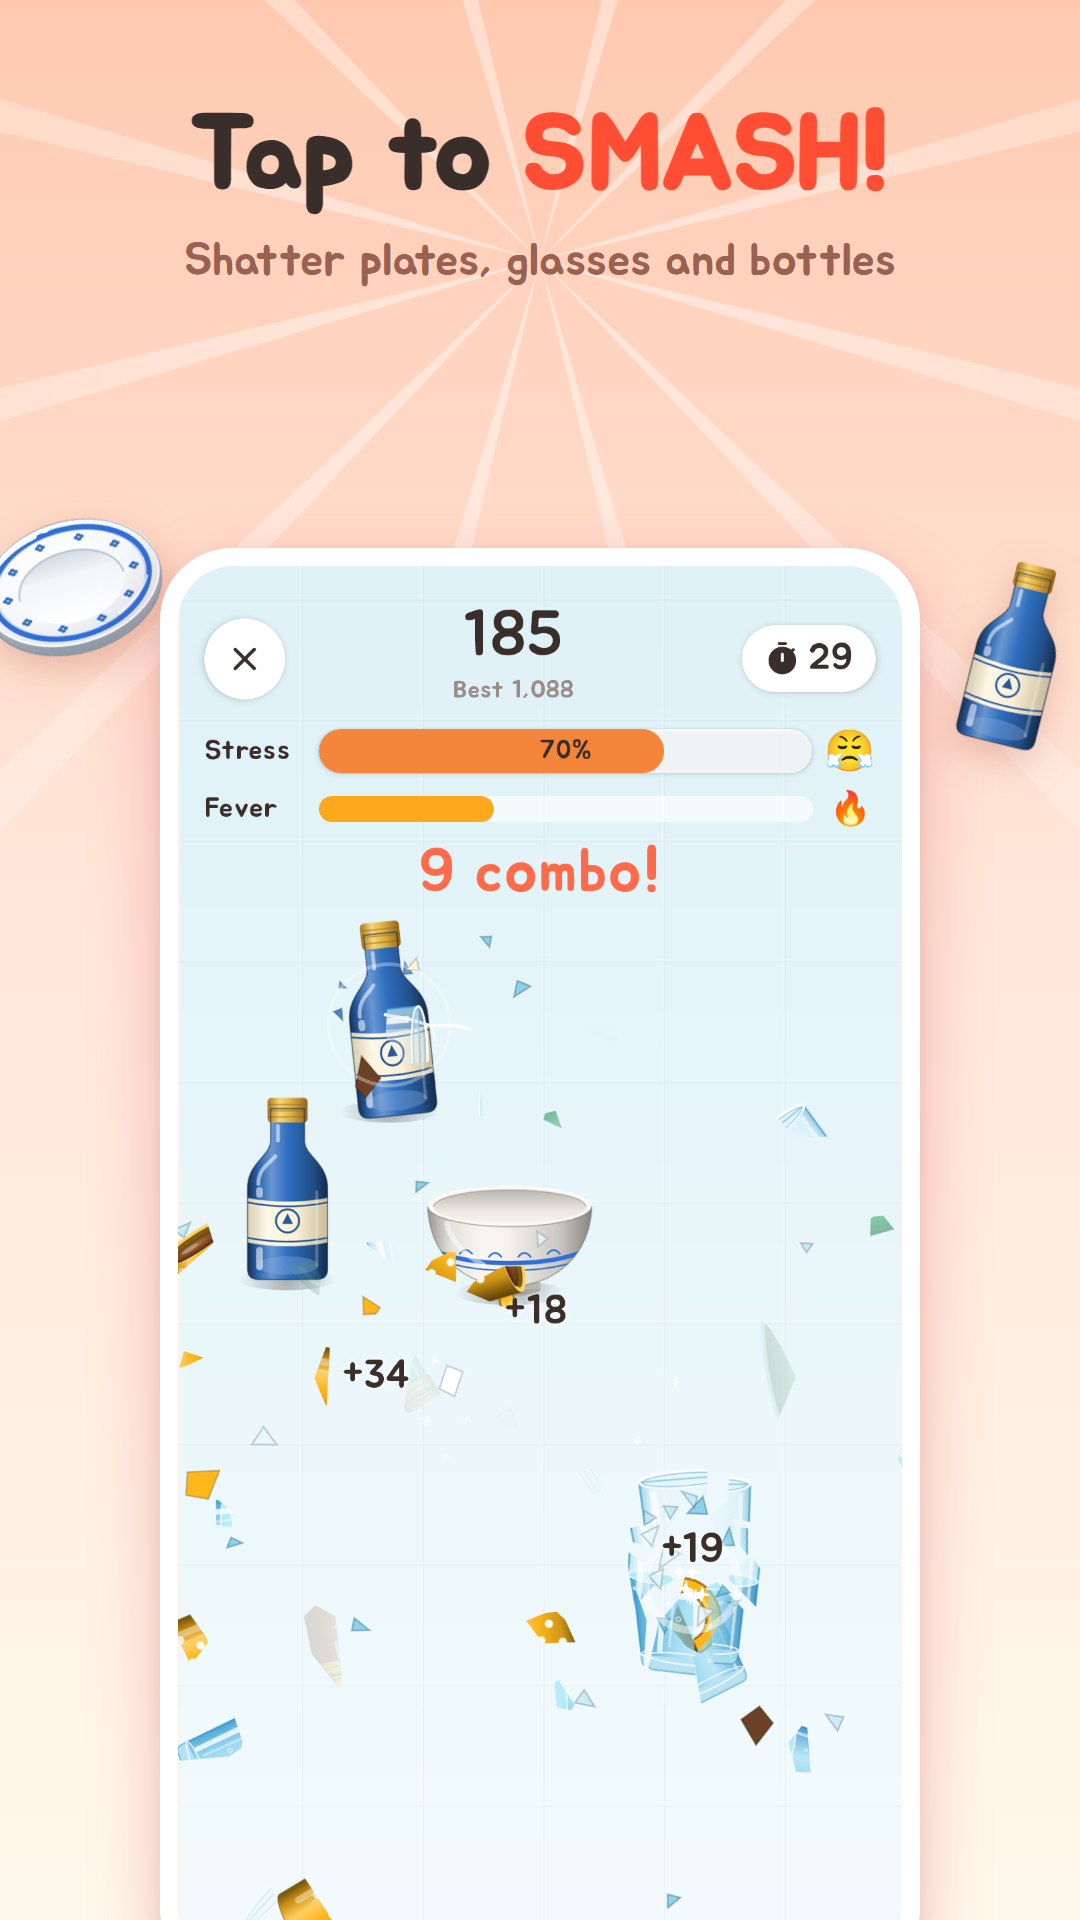 Tap to SMASH!
Shatter plates, glasses and bottles
185
Best 1,088
29
Stress 70%
Fever
9 combo!
+18
+34
+19